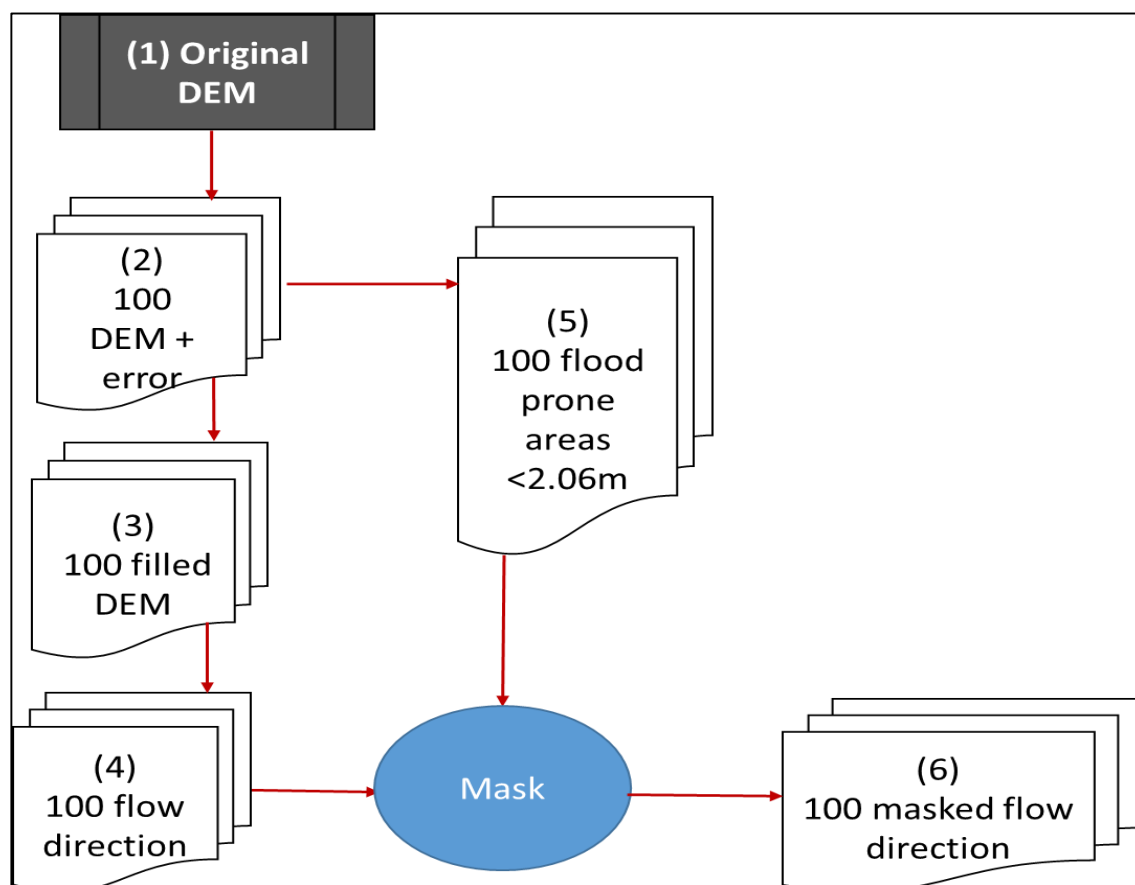 (1) Original
DEM
(2)
100
DEM +
error
(5)
100 flood
prone
areas
<2.06m
(3)
100 filled
DEM
(4)
100 flow
direction
Mask
(6)
100 masked flow
direction